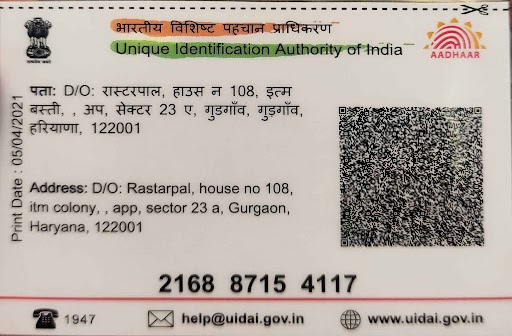 भारतीय विशिष्ट पहचान प्राधिकरण
Unique Identification Authority of India
AADHAAR
पता: D/O: रास्टरपाल, हाउस न 108, इत्म
बस्ती, , अप, सेक्टर 23 ए, गुडगाँव, गुड़गाँव,
हरियाणा, 122001
Print Date : 05/04/2021
Address: D/O: Rastarpal, house no 108,
itm colony, , app, sector 23 a, Gurgaon,
Haryana, 122001
2168 8715 4117
1947
help@uidai.gov.in
www.uidai.gov.in